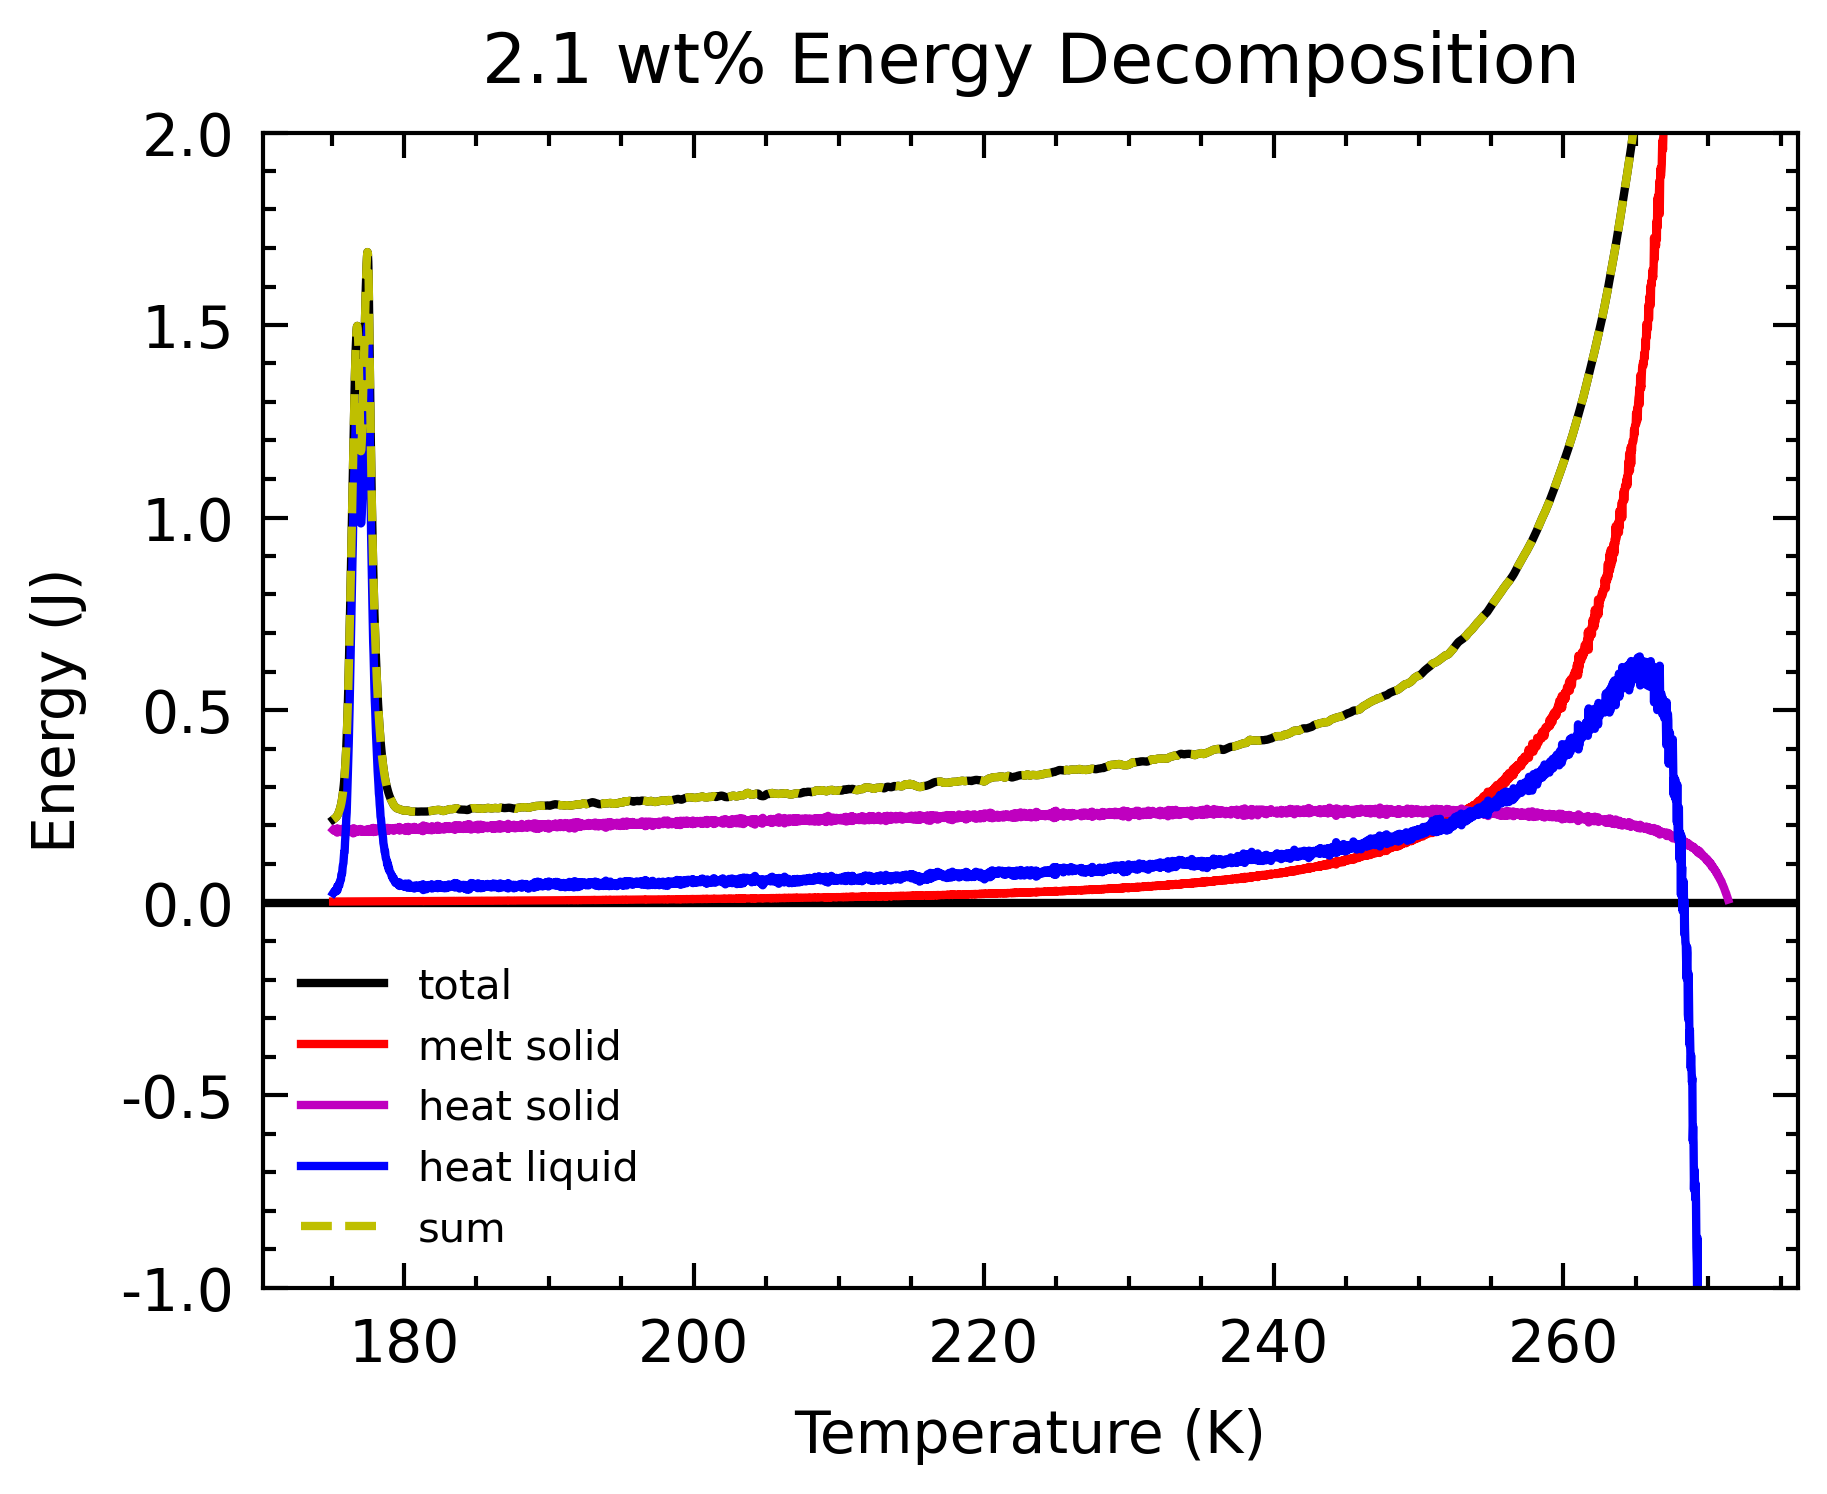 2.1 wt% Energy Decomposition
2.0
1.5
1.0
0.5
0.0
-0.5
-1.0
Energy (J)
total
melt solid
heat solid
heat liquid
sum
180 200 220 240 260
Temperature (K)